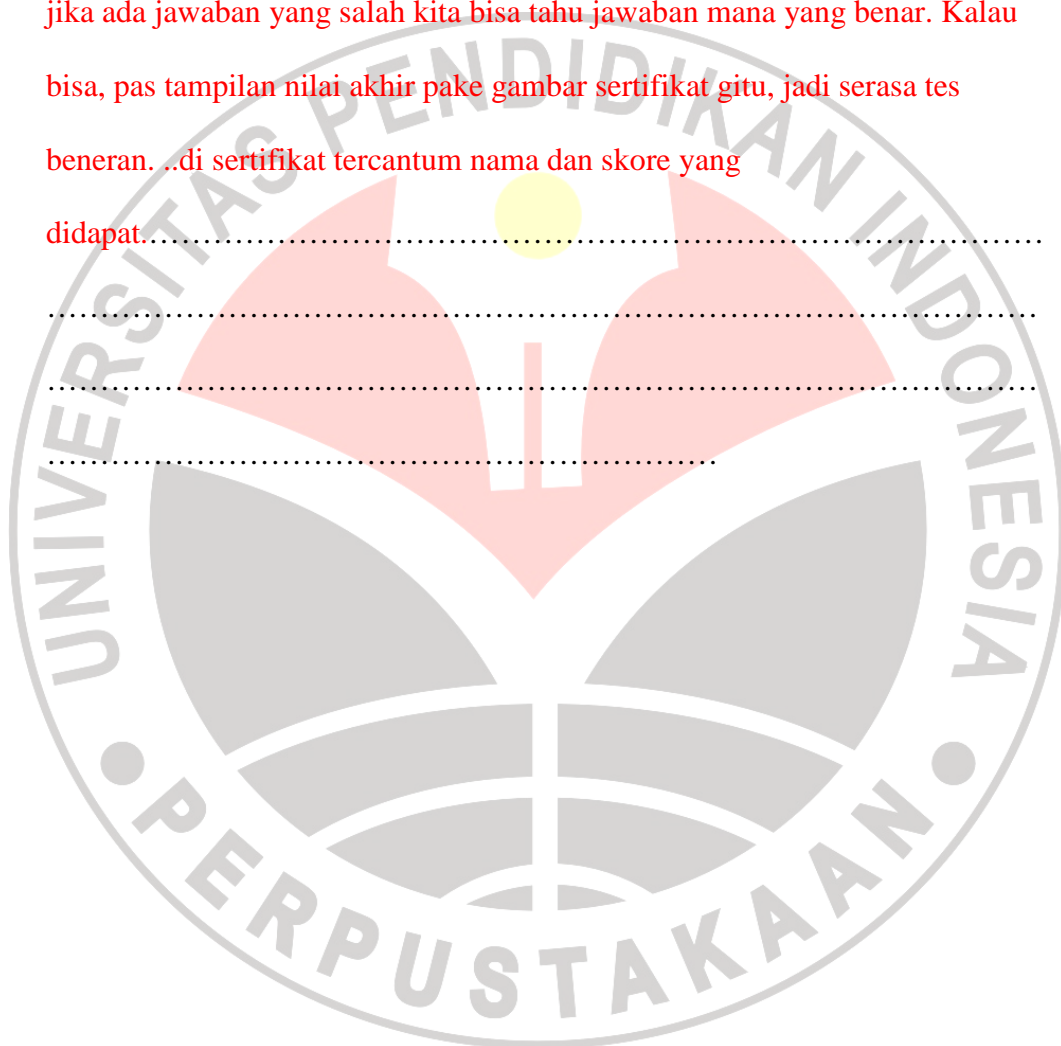 jika ada jawaban yang salah kita bisa tahu jawaban mana yang benar. Kalau
bisa, pas tampilan nilai akhir pake gambar sertifikat gitu, jadi serasa tes
beneran. ..di sertifikat tercantum nama dan skore yang
didapat.……………………………………………………………………………
……………………………………………………………………………………
……………………………………………………………………………………
…………………………………………………………
UNIVERSITAS PENDIDIKAN INDONESIA
PERPUSTAKAAN